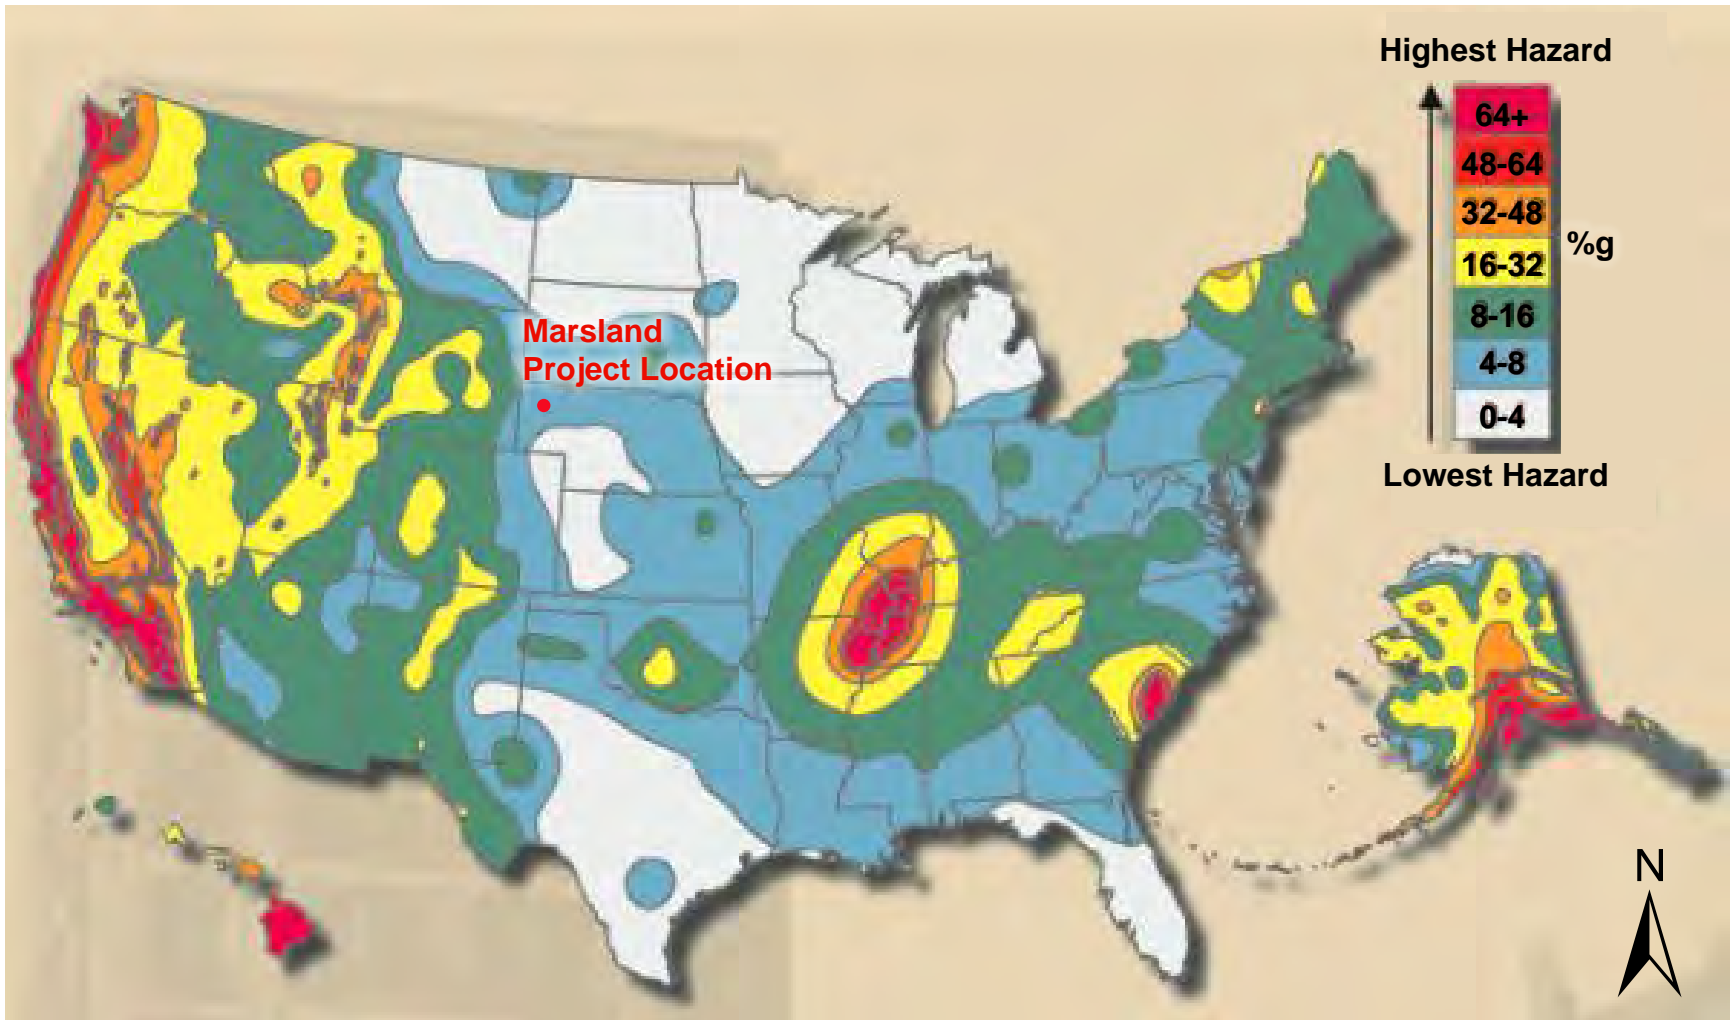 Highest Hazard
64+
48-64
32-48
16-32
8-16
4-8
0-4
%g
Lowest Hazard
Marsland
Project Location
N